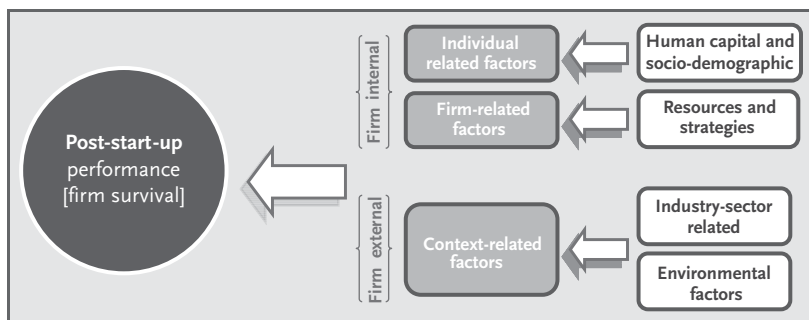 Post-start-up
performance
[firm survival]
Firm internal
Individual
related factors
Human capital and
socio-demographic
Firm-related
factors
Resources and
strategies
Firm external
Context-related
factors
Industry-sector
related
Environmental
factors